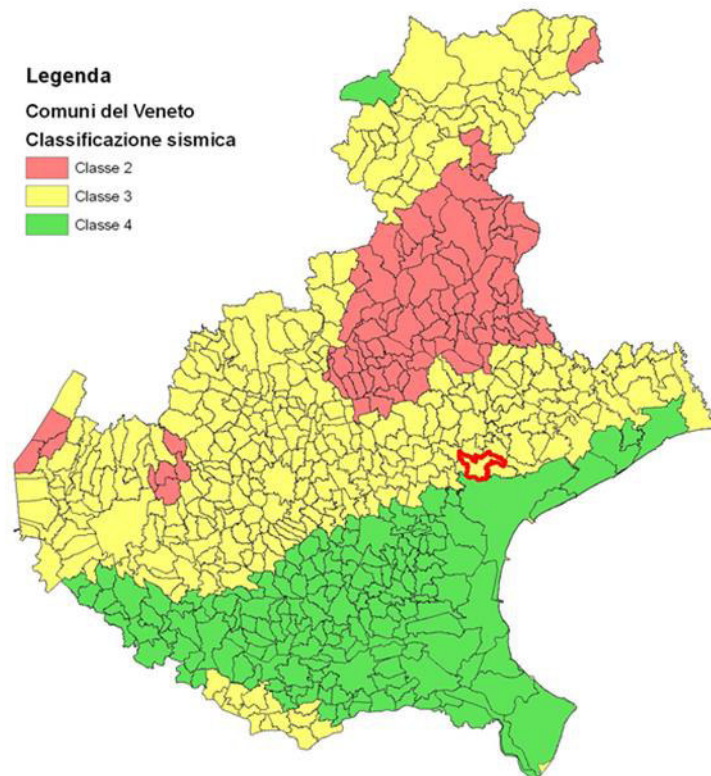 Legenda
Comuni del Veneto
Classificazione sismica
Classe 2
Classe 3
Classe 4